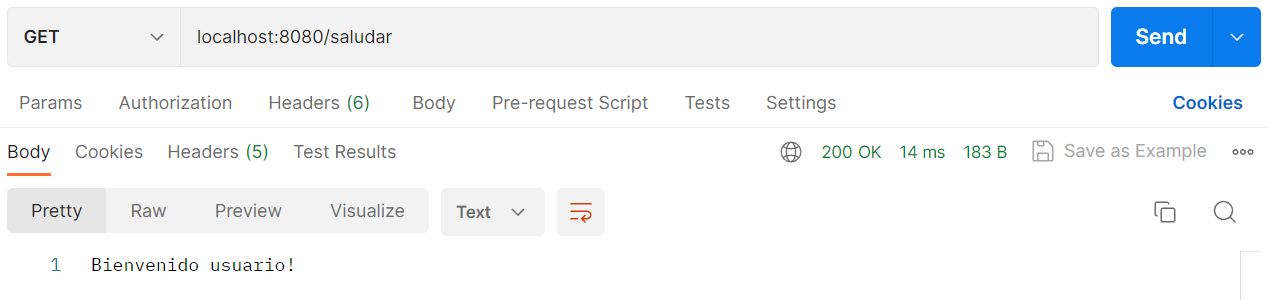 GET localhost:8080/saludar Send
Params Authorization Headers (6) Body Pre-request Script Tests Settings Cookies
Body Cookies Headers (5) Test Results 200 OK 14 ms 183 B Save as Example
Pretty Raw Preview Visualize Text
1 Bienvenido usuario!